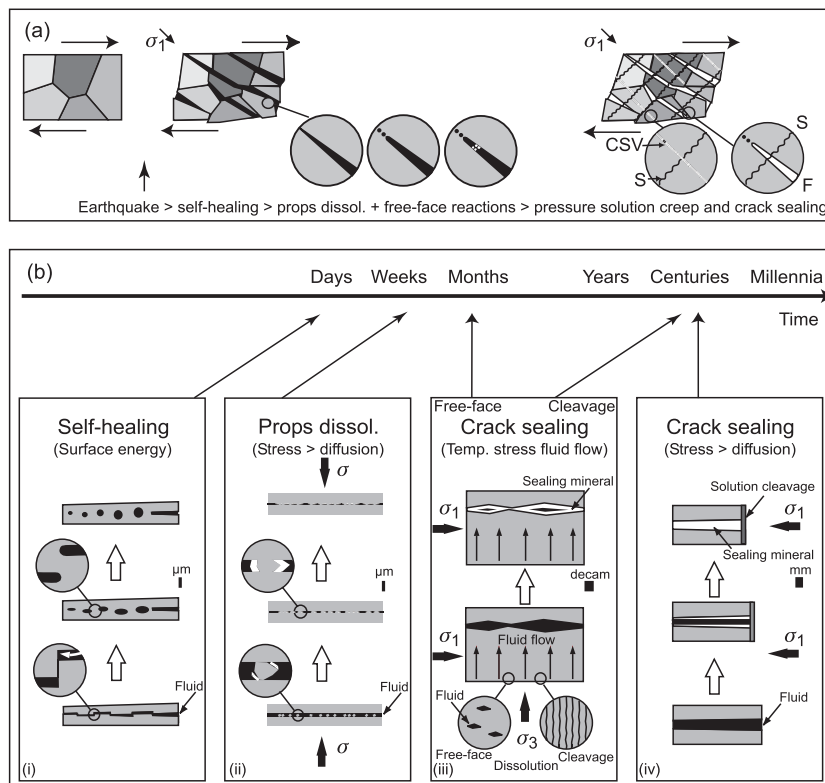 (a)
σ1
σ1
CSV
S
S
F
Earthquake > self-healing > props dissol. + free-face reactions > pressure solution creep and crack sealing
(b)
Days Weeks Months Years Centuries Millennia
Time
Self-healing
(Surface energy)
μm
Fluid
(i)
Props dissol.
(Stress > diffusion)
σ
μm
Fluid
σ
(ii)
Free-face Cleavage
Crack sealing
(Temp. stress fluid flow)
Sealing mineral
σ1
decam
σ1
Fluid flow
Fluid
Free-face
σ3
Cleavage
Dissolution
(iii)
Crack sealing
(Stress > diffusion)
Solution cleavage
σ1
Sealing mineral
mm
σ1
Fluid
(iv)